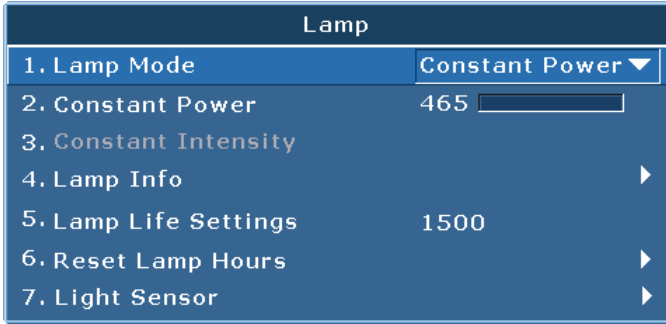 Lamp
1. Lamp Mode Constant Power
2. Constant Power 465
3. Constant Intensity
4. Lamp Info
5. Lamp Life Settings 1500
6. Reset Lamp Hours
7. Light Sensor